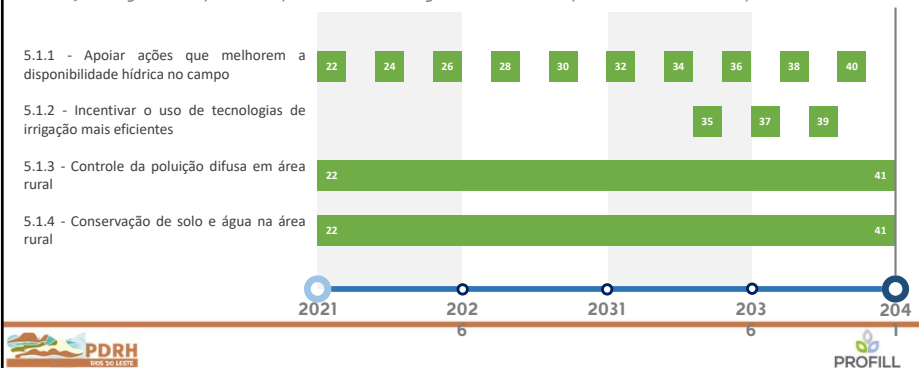 5.1.1 - Apoiar ações que melhorem a
disponibilidade hídrica no campo
22 24 26 28 30 32 34 36 38 40
5.1.2 - Incentivar o uso de tecnologias de
irrigação mais eficientes
35 37 39
5.1.3 - Controle da poluição difusa em área
rural
22 41
5.1.4 - Conservação de solo e água na área
rural
22 41
2021 202 2031 203 204
6 6 1
PDRH
RIOS DO LESTE
PROFILL